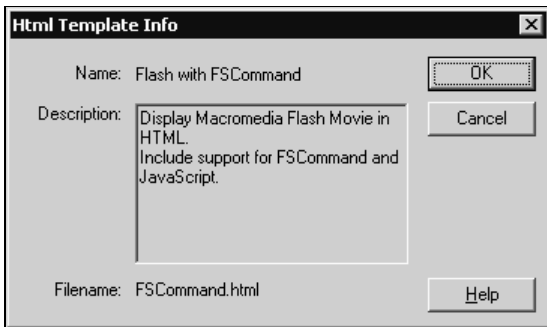 Html Template Info
Name: Flash with FSCommand
OK
Description: Display Macromedia Flash Movie in
HTML.
Include support for FSCommand and
JavaScript.
Cancel
Filename: FSCommand.html
Help